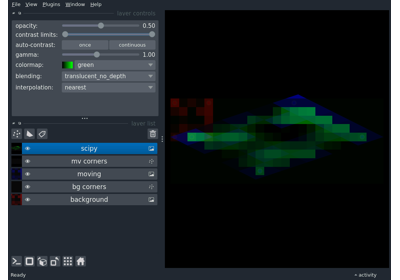 File View Plugins Window Help
layer controls
opacity: 0.50
contrast limits:
auto-contrast: once continuous
gamma: 1.00
colormap: green
blending: translucent_no_depth
interpolation: nearest
layer list
scipy
mv corners
moving
bg corners
background
Ready activity